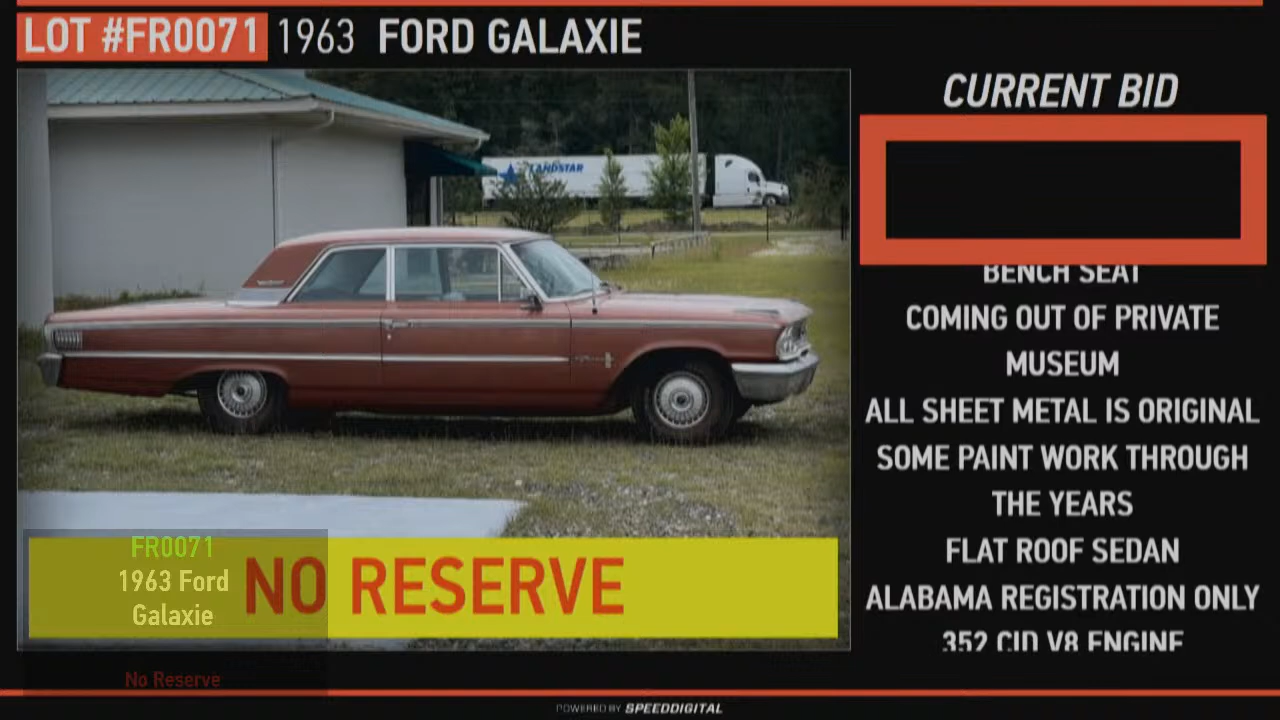 LOT #FR0071 1963 FORD GALAXIE
CURRENT BID
LANDSTAR
BENCH SEAT
COMING OUT OF PRIVATE
MUSEUM
ALL SHEET METAL IS ORIGINAL
SOME PAINT WORK THROUGH
THE YEARS
FLAT ROOF SEDAN
ALABAMA REGISTRATION ONLY
352 CID V8 ENGINE
NO RESERVE
FR0071
1963 Ford
Galaxie
No Reserve
POWERED BY SPEEDDIGITAL